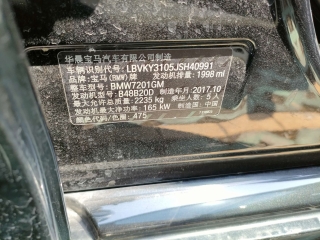 华晨宝马汽车有限公司制造
车辆识别代号: LBVKY3105JSH40991
品牌: 宝马(BMW)牌 发动机排量: 1998 ml
整车型号: BMW7201GM
发动机型号: B48B20D 制造年月: 2017.10
最大允许总质量: 2235 kg 乘坐人数: 5 人
发动机最大净功率: 165 kW 制造国: 中国
颜色代码/色漆: 475